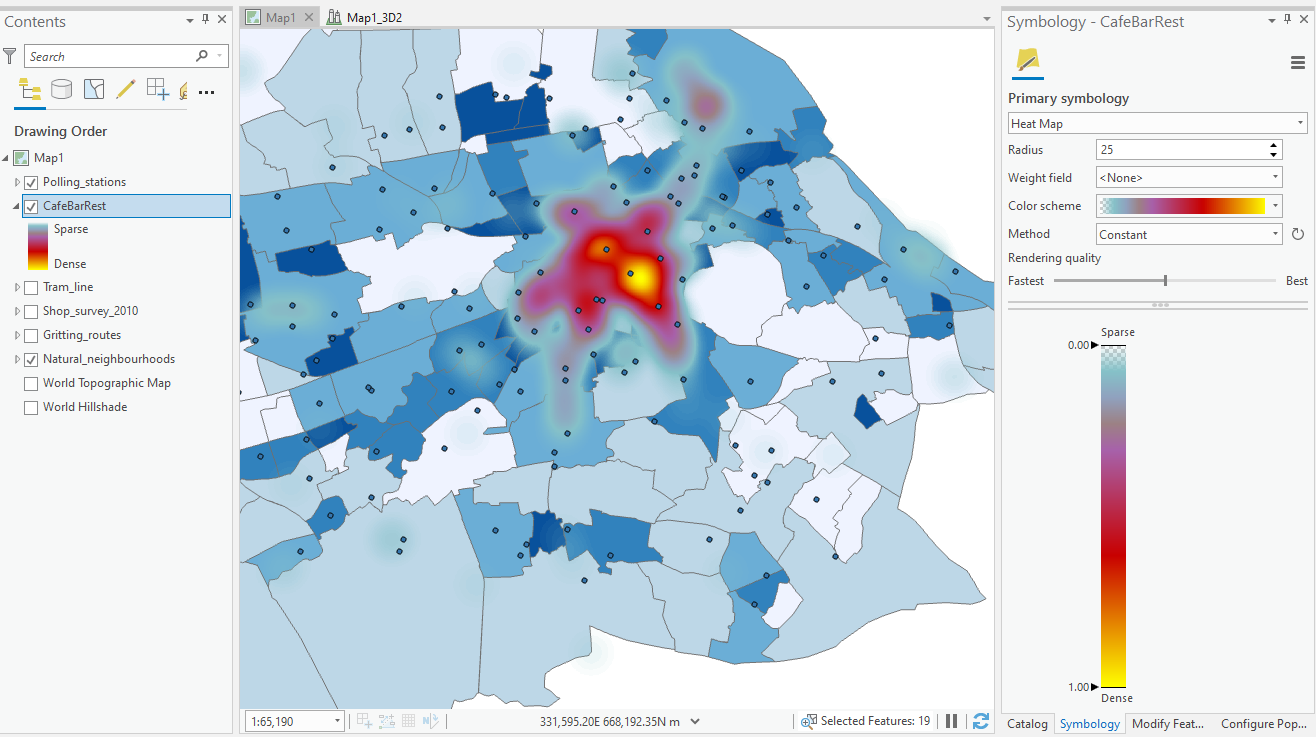 Contents
Search
Drawing Order
Map1
Polling_stations
CafeBarRest
Sparse
Dense
Tram_line
Shop_survey_2010
Gritting_routes
Natural_neighbourhoods
World Topographic Map
World Hillshade
Map1 Map1_3D2
1:65,190 331,595.20E 668,192.35N m Selected Features: 19
Symbology - CafeBarRest
Primary symbology
Heat Map
Radius 25
Weight field <None>
Color scheme
Method Constant
Rendering quality
Fastest Best
Sparse
0.00
1.00
Dense
Catalog Symbology Modify Feat... Configure Pop...